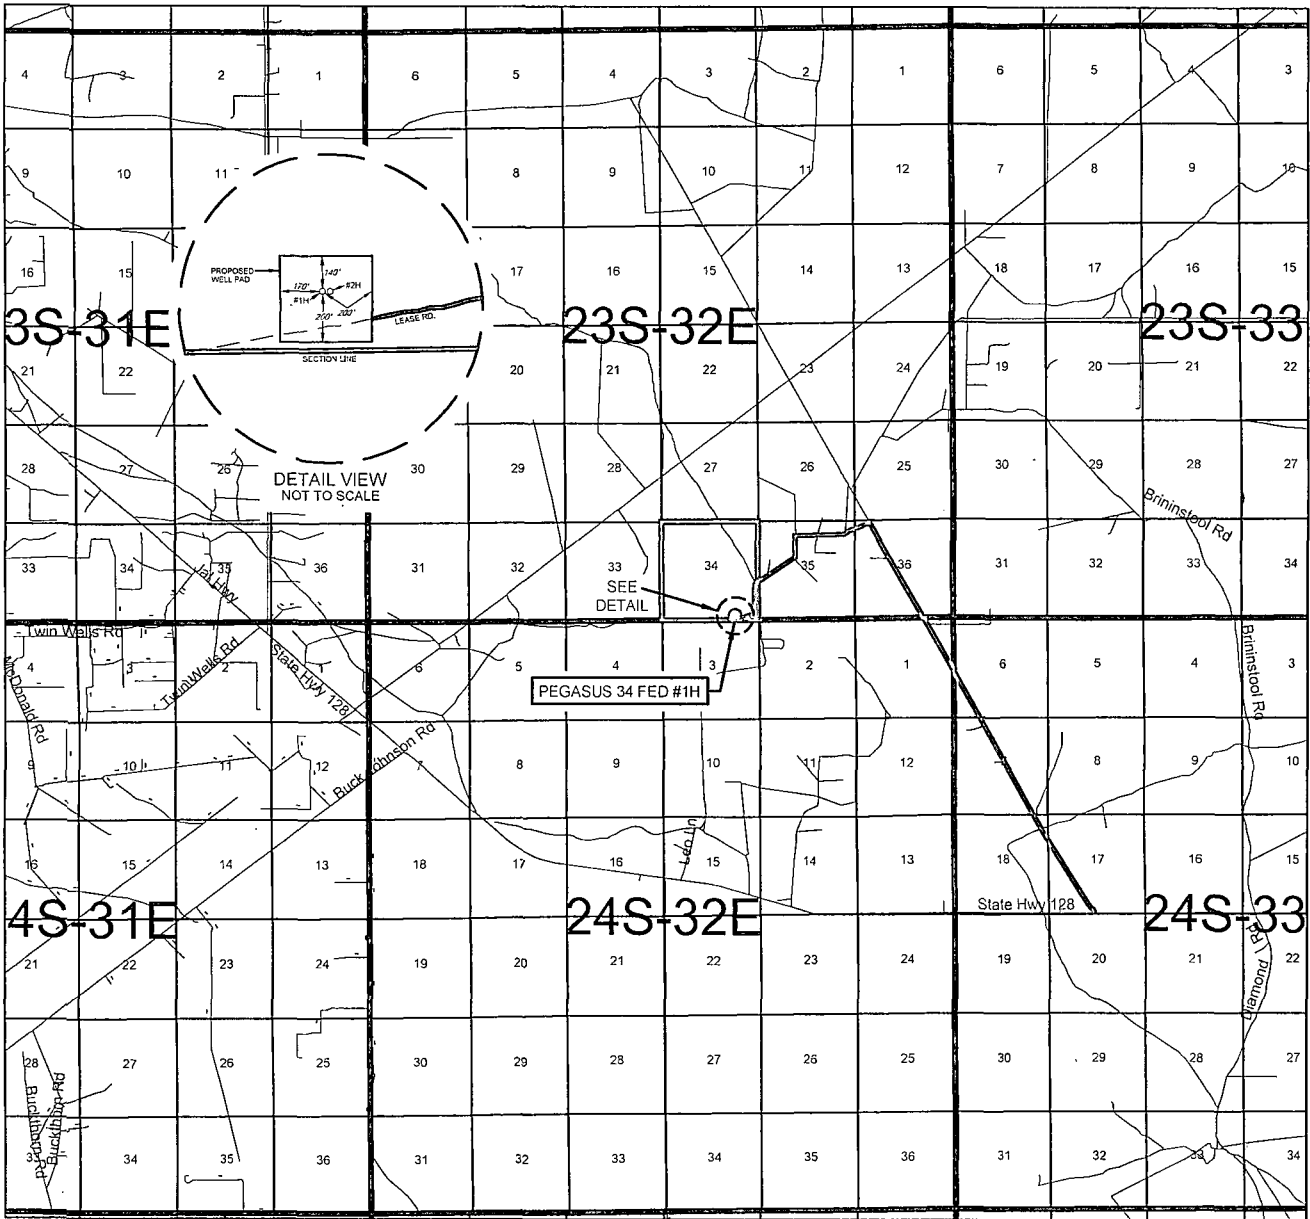 4 3 2 1 6 5 4 3 2 1 6 5 4 3
9 10 11 8 9 10 11 12 7 8 9 10
16 15 17 16 15 14 13 18 17 16 15
PROPOSED
WELL PAD
140'
170'
#1H
#2H
200'
200'
LEASE RD.
SECTION LINE
3S-31E 23S-32E 23S-33
21 22 20 21 22 23 24 19 20 21 22
28 27 26 30 29 28 27 26 25 30 29 28 27
DETAIL VIEW
NOT TO SCALE
Brininstool Rd
33 34 35 36 31 32 33 34 35 36 31 32 33 34
Jal Hwy
SEE
DETAIL
Twin Wells Rd
4 3 2 6 5 4 3 2 1 6 5 4 3
McDonald Rd
Twin Wells Rd
State Hwy 128
Brininstool Rd
PEGASUS 34 FED #1H
9 10 11 12 7 8 9 10 11 12 8 9 10
Buck Johnson Rd
16 15 14 13 18 17 16 15 14 13 18 17 16 15
Leo Ln
State Hwy 128
4S-31E 24S-32E 24S-33
21 22 23 24 19 20 21 22 23 24 19 20 21 22
Diamond Rd
28 27 26 25 30 29 28 27 26 25 30 29 28 27
Buckthorn Rd
Buckthorn Rd
33 34 35 36 31 32 33 34 35 36 31 32 33 34